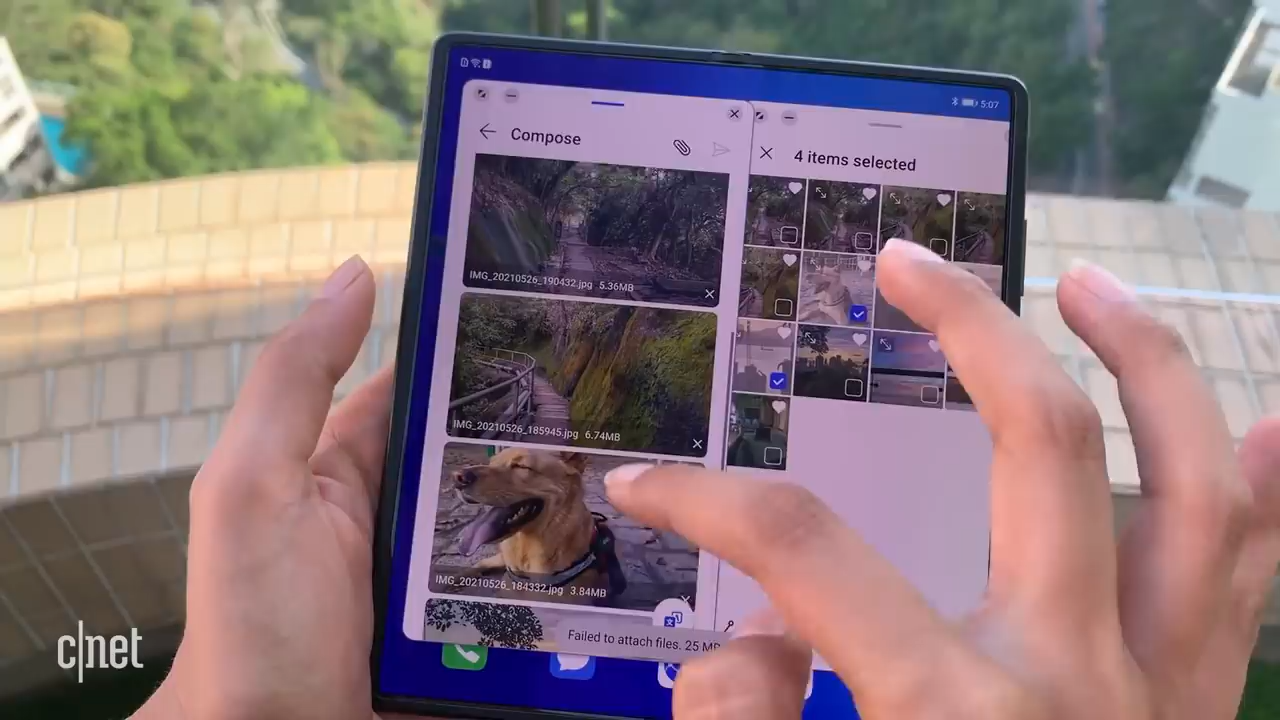 5:07
Compose
4 items selected
IMG_20210526_190432.jpg 5.36MB
IMG_20210526_185945.jpg 6.74MB
IMG_20210526_184332.jpg 3.84MB
Failed to attach files. 25 MB
c|net